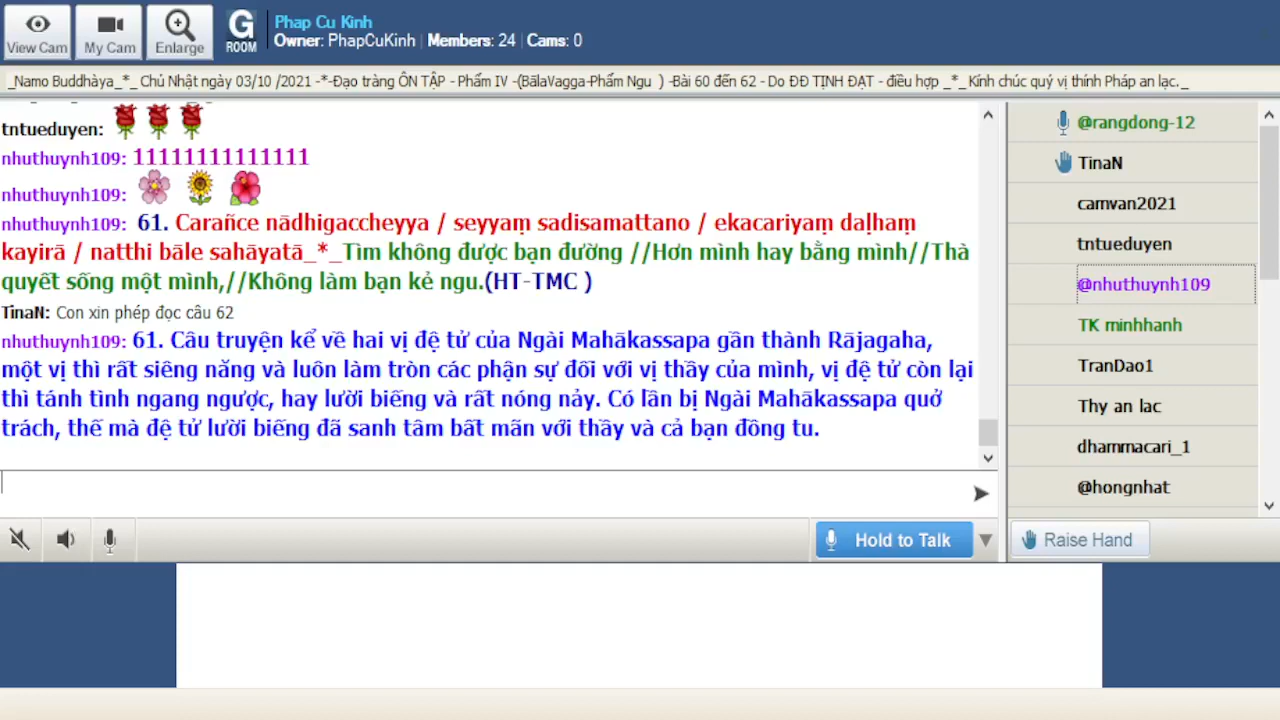 View Cam
My Cam
Enlarge
G
ROOM
Phap Cu Kinh
Owner: PhapCuKinh | Members: 24 | Cams: 0
_Namo Buddhàya_*_ Chủ Nhật ngày 03/10 /2021 -*-Đạo tràng ÔN TẬP - Phẩm IV -(BālaVagga-Phẩm Ngu ) -Bài 60 đến 62 - Do ĐĐ TỊNH ĐẠT - điều hợp _*_ Kính chúc quý vị thính Pháp an lạc._
tntueduyen:
nhuthuynh109: 11111111111111
nhuthuynh109:
nhuthuynh109: 61. Carañce nādhigaccheyya / seyyaṃ sadisamattano / ekacariyaṃ daḷhaṃ
kayirā / natthi bāle sahāyatā_*_Tìm không được bạn đường //Hơn mình hay bằng mình//Thà
quyết sống một mình,//Không làm bạn kẻ ngu.(HT-TMC )
TinaN: Con xin phép đọc câu 62
nhuthuynh109: 61. Câu truyện kể về hai vị đệ tử của Ngài Mahākassapa gần thành Rājagaha,
một vị thì rất siêng năng và luôn làm tròn các phận sự đối với vị thầy của mình, vị đệ tử còn lại
thì tánh tình ngang ngược, hay lười biếng và rất nóng nảy. Có lần bị Ngài Mahākassapa quở
trách, thế mà đệ tử lười biếng đã sanh tâm bất mãn với thầy và cả bạn đồng tu.
@rangdong-12
TinaN
camvan2021
tntueduyen
@nhuthuynh109
TK minhhanh
TranDao1
Thy an lac
dhammacari_1
@hongnhat
Hold to Talk
Raise Hand